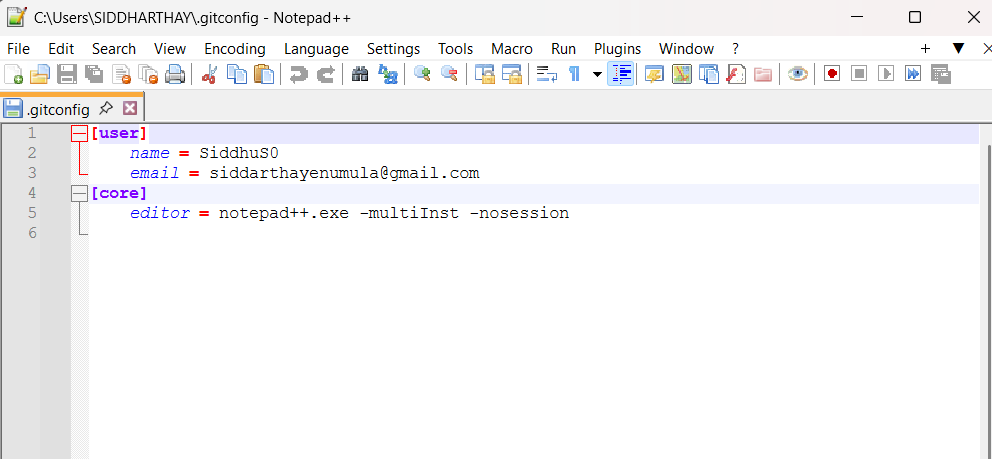 C:\Users\SIDDHARTHAY\.gitconfig - Notepad++
File Edit Search View Encoding Language Settings Tools Macro Run Plugins Window ?
.gitconfig
1 [user]
2 name = SiddhuS0
3 email = siddarthayenumula@gmail.com
4 [core]
5 editor = notepad++.exe -multiInst -nosession
6